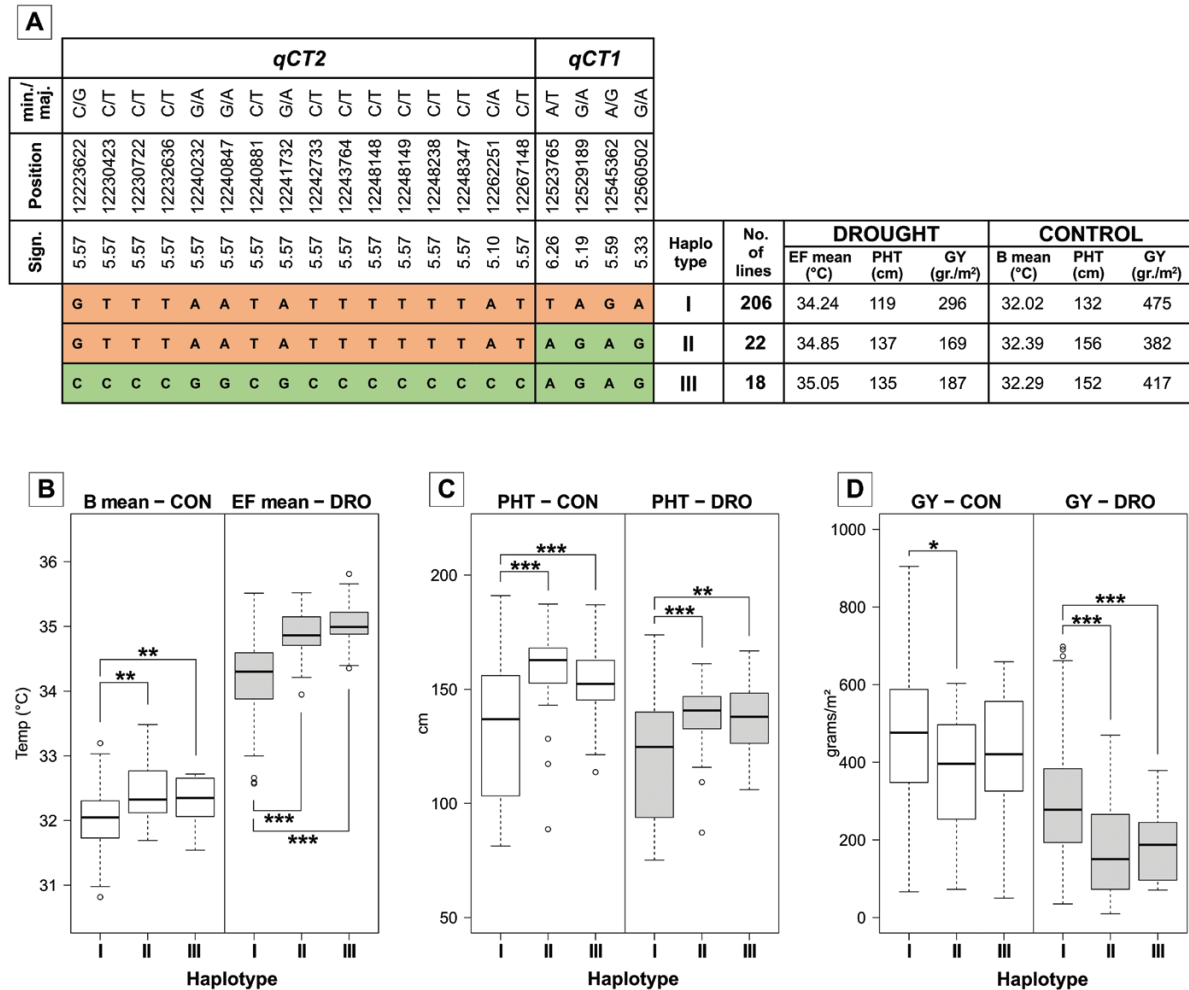 A
qCT2 qCT1
min./maj. C/G C/T C/T C/T G/A G/A C/T G/A C/T C/T C/T C/T C/T C/T C/A C/T A/T G/A A/G G/A
Position 12223622 12230423 12230722 12232636 12240232 12240847 12240881 12241732 12242733 12243764 12248148 12248149 12248238 12248347 12262251 12267148 12523765 12529189 12545362 12560502
Sign. 5.57 5.57 5.57 5.57 5.57 5.57 5.57 5.57 5.57 5.57 5.57 5.57 5.57 5.57 5.10 5.57 6.26 5.19 5.59 5.33
Haplo type No. of lines DROUGHT CONTROL
EF mean (°C) PHT (cm) GY (gr./m²) B mean (°C) PHT (cm) GY (gr./m²)
G T T T A A T A T T T T T T A T T A G A I 206 34.24 119 296 32.02 132 475
G T T T A A T A T T T T T T A T A G A G II 22 34.85 137 169 32.39 156 382
C C C C G G C G C C C C C C C C A G A G III 18 35.05 135 187 32.29 152 417
B
B mean − CON EF mean − DRO
Temp (°C)
36
35
34
33
32
31
** **
*** ***
I II III I II III
Haplotype
C
PHT − CON PHT − DRO
cm
200
150
100
50
*** ***
*** **
I II III I II III
Haplotype
D
GY − CON GY − DRO
grams/m²
1000
800
600
400
200
0
*
*** ***
I II III I II III
Haplotype